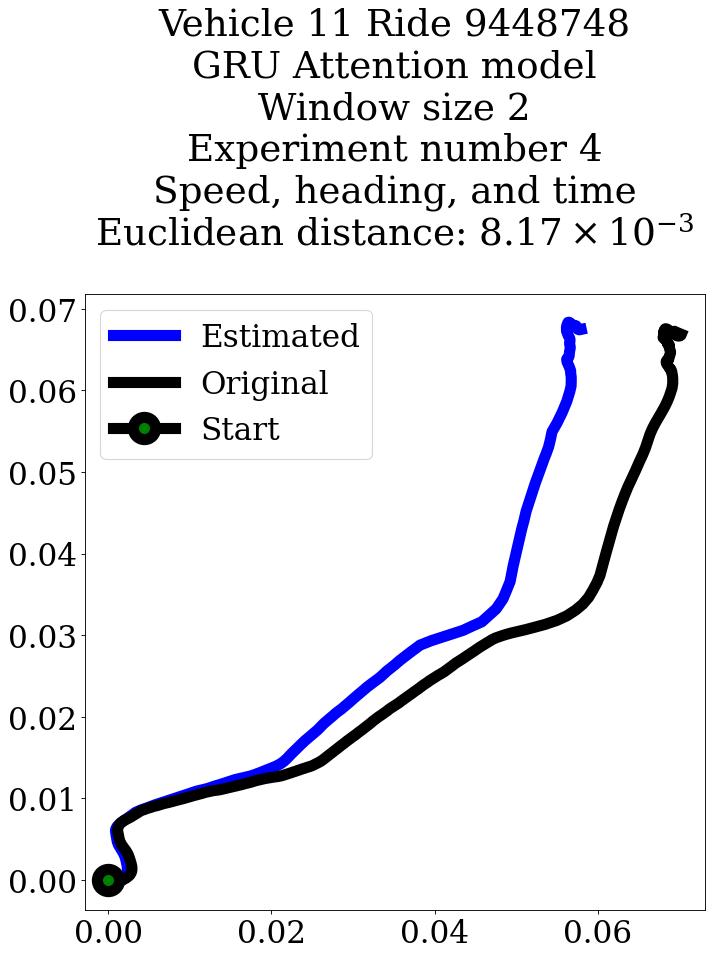 Vehicle 11 Ride 9448748
GRU Attention model
Window size 2
Experiment number 4
Speed, heading, and time
Euclidean distance: 8.17 × 10⁻³
0.07
0.06
0.05
0.04
0.03
0.02
0.01
0.00
Estimated
Original
Start
0.00 0.02 0.04 0.06